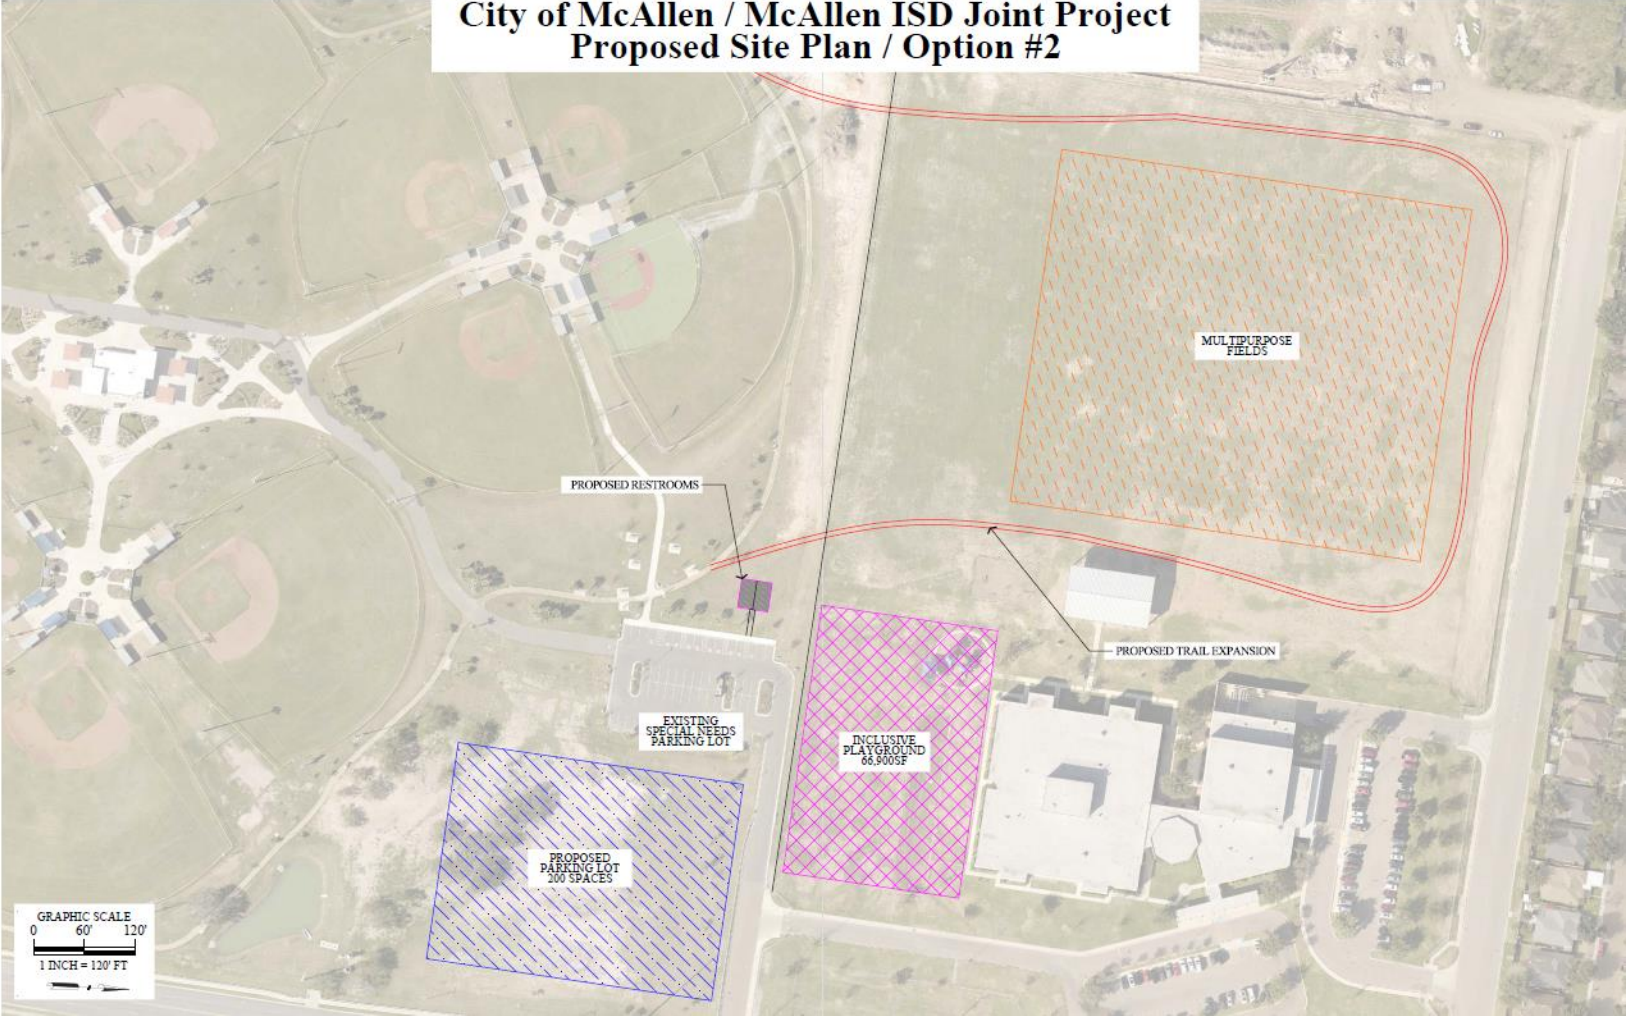 City of McAllen / McAllen ISD Joint Project
Proposed Site Plan / Option #2
MULTIPURPOSE
FIELDS
PROPOSED RESTROOMS
PROPOSED TRAIL EXPANSION
EXISTING
SPECIAL NEEDS
PARKING LOT
INCLUSIVE
PLAYGROUND
66,900SF
PROPOSED
PARKING LOT
200 SPACES
GRAPHIC SCALE
0 60' 120'
1 INCH = 120' FT